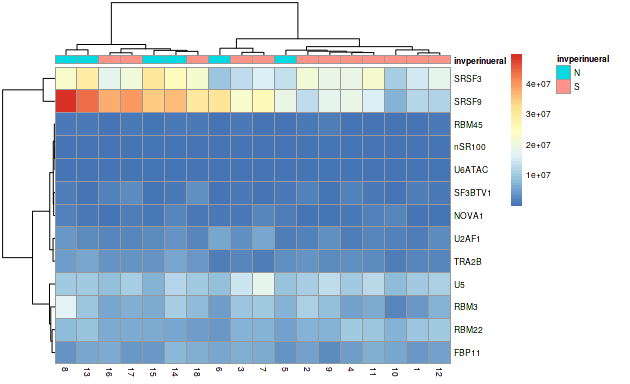 invperinueral
invperinueral
SRSF3
N
SRSF9
S
RBM45
4e+07
nSR100
3e+07
U6ATAC
2e+07
SF3BTV1
1e+07
NOVA1
U2AF1
TRA2B
U5
RBM3
RBM22
FBP11
8 13 16 17 15 14 18 6 3 7 5 2 9 4 11 10 1 12